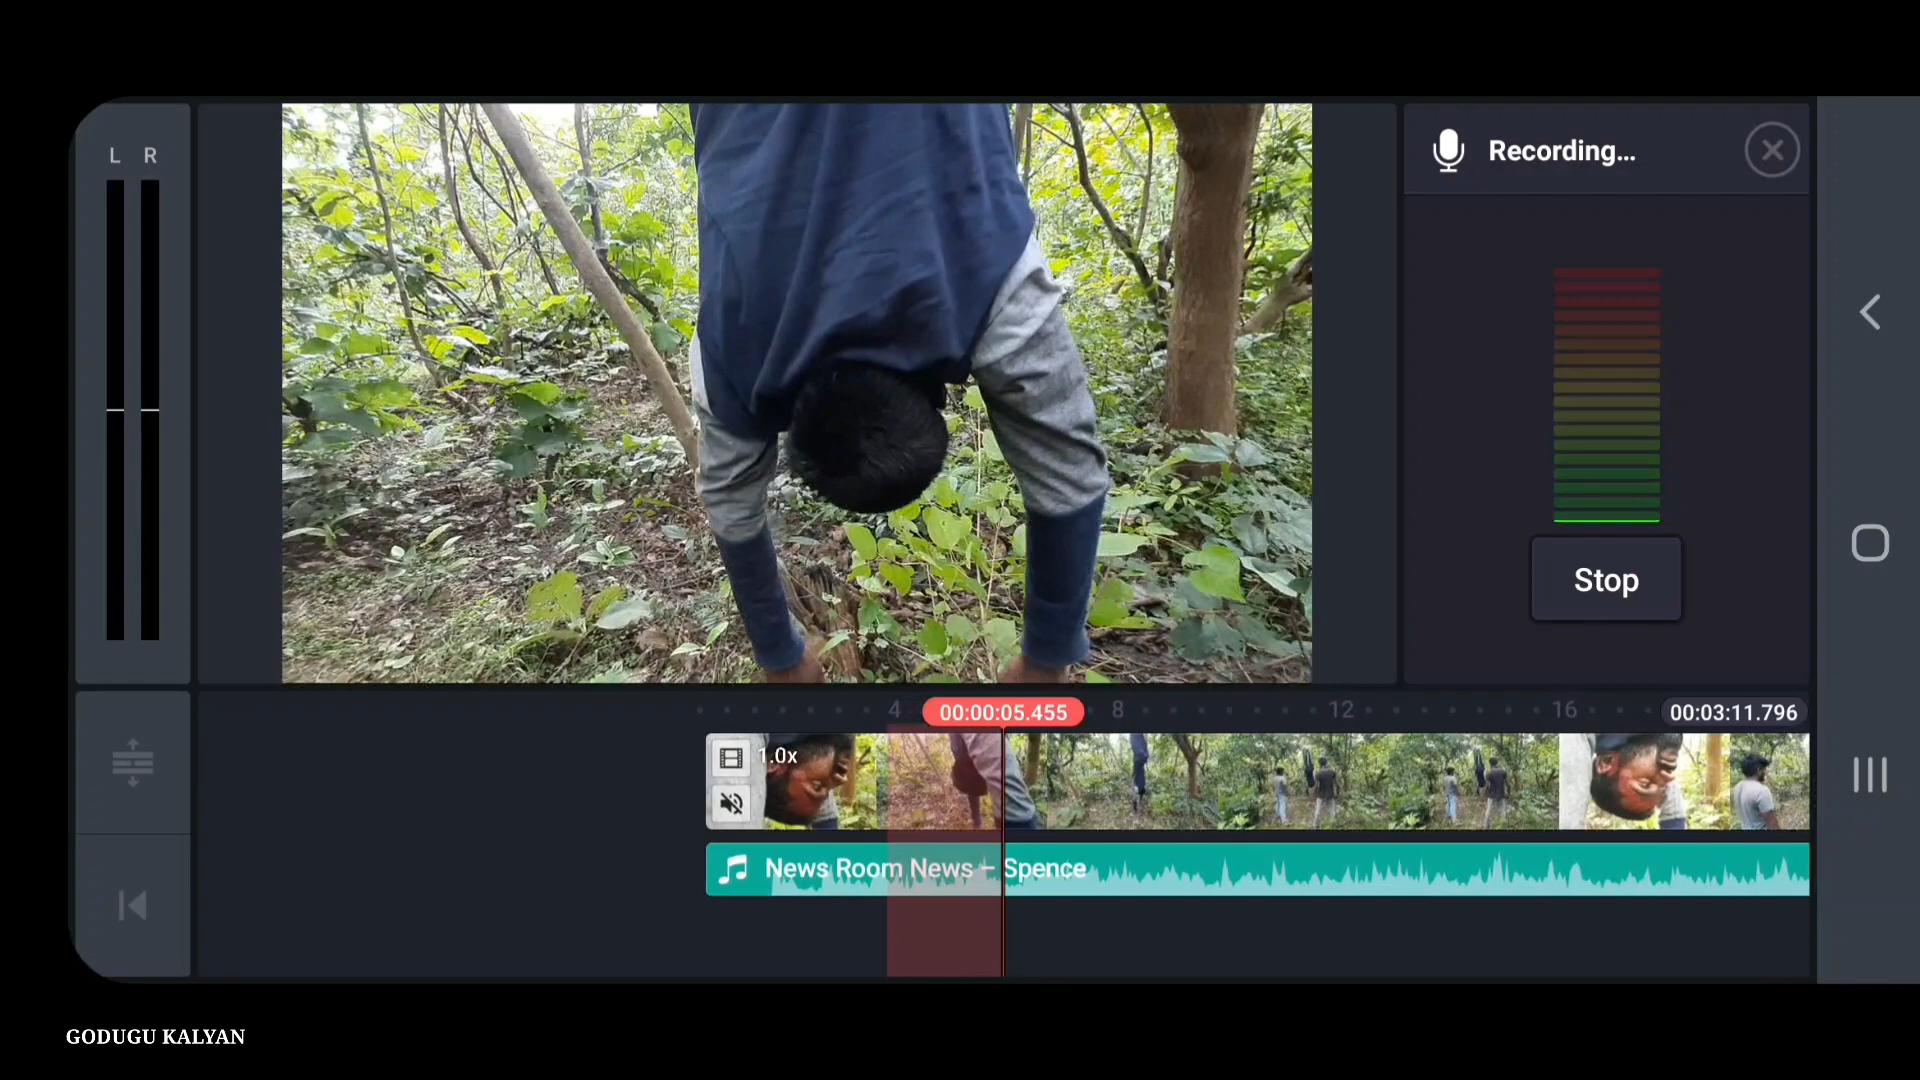 L R
Recording...
Stop
4
00:00:05.455
8
12
16
00:03:11.796
1.0x
News Room News – Spence
GODUGU KALYAN